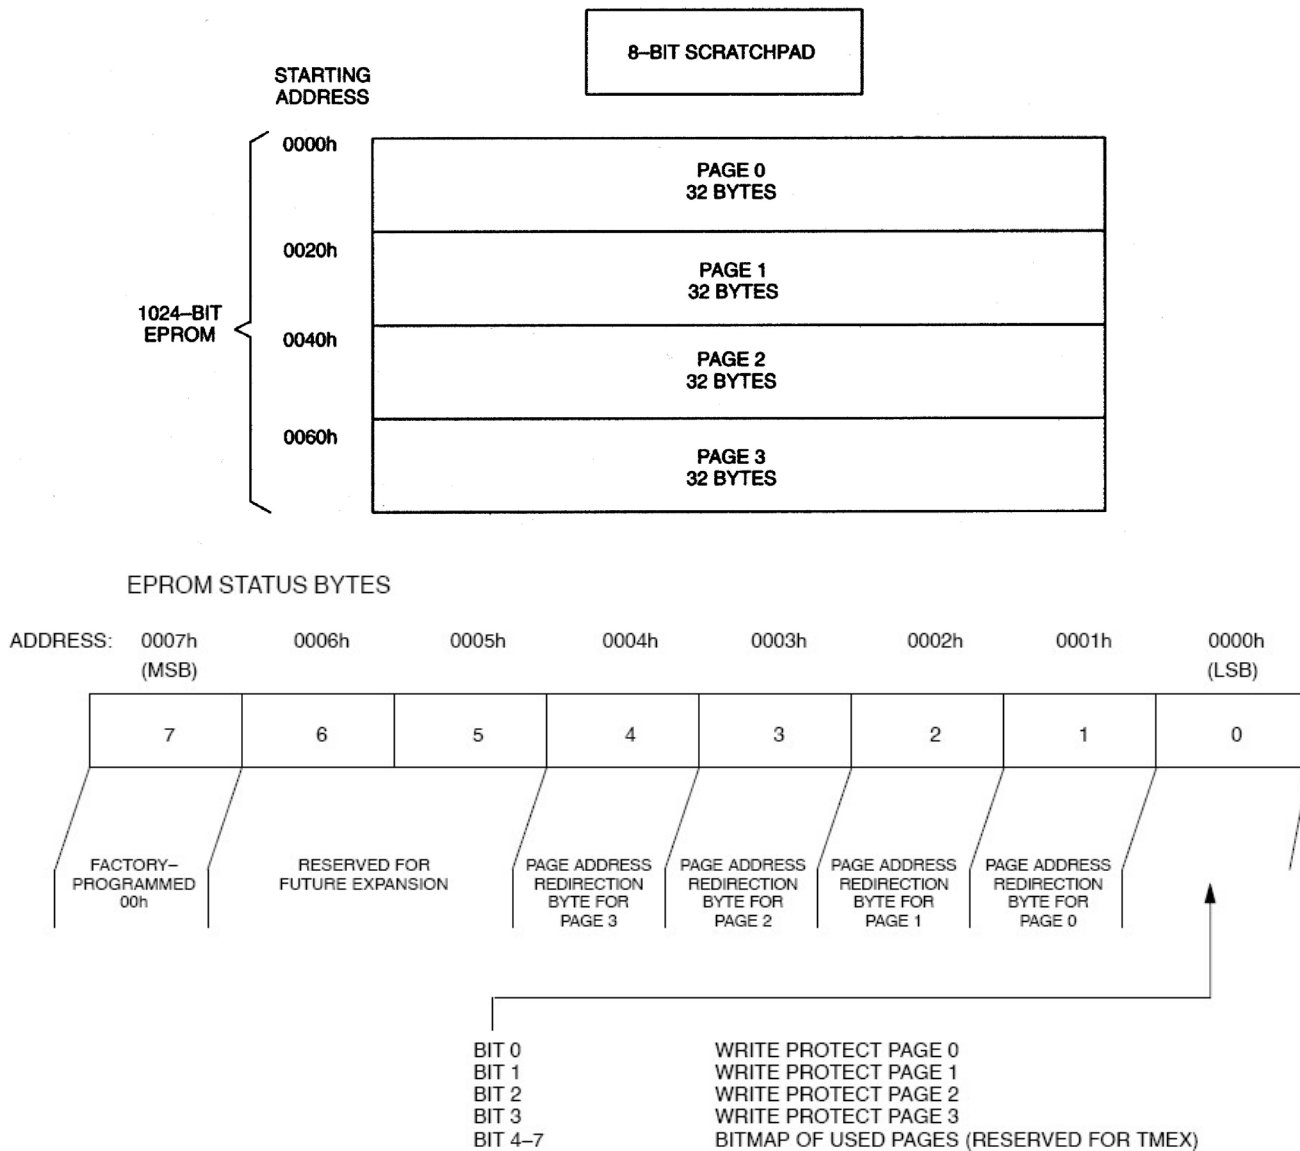 8–BIT SCRATCHPAD
STARTING
ADDRESS
0000h
PAGE 0
32 BYTES
0020h
PAGE 1
32 BYTES
1024–BIT
EPROM
0040h
PAGE 2
32 BYTES
0060h
PAGE 3
32 BYTES
EPROM STATUS BYTES
ADDRESS: 0007h 0006h 0005h 0004h 0003h 0002h 0001h 0000h
(MSB) (LSB)
7 6 5 4 3 2 1 0
FACTORY–
PROGRAMMED
00h
RESERVED FOR
FUTURE EXPANSION
PAGE ADDRESS
REDIRECTION
BYTE FOR
PAGE 3
PAGE ADDRESS
REDIRECTION
BYTE FOR
PAGE 2
PAGE ADDRESS
REDIRECTION
BYTE FOR
PAGE 1
PAGE ADDRESS
REDIRECTION
BYTE FOR
PAGE 0
BIT 0 WRITE PROTECT PAGE 0
BIT 1 WRITE PROTECT PAGE 1
BIT 2 WRITE PROTECT PAGE 2
BIT 3 WRITE PROTECT PAGE 3
BIT 4–7 BITMAP OF USED PAGES (RESERVED FOR TMEX)